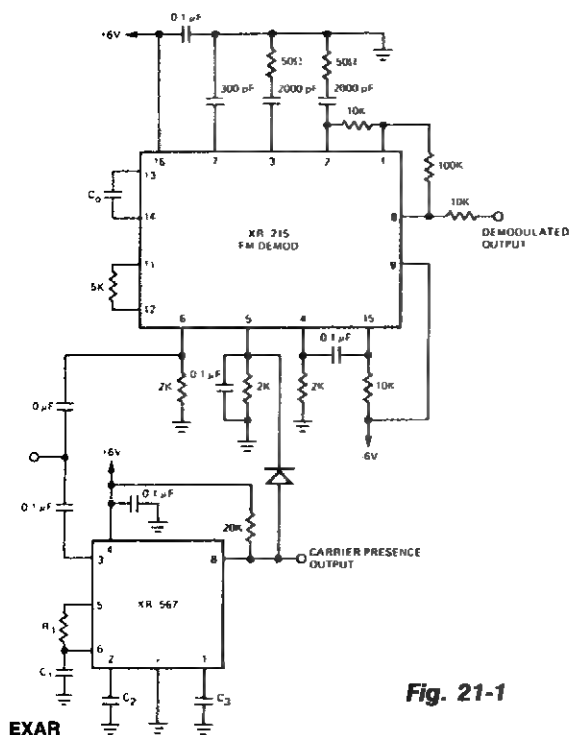 0.1 µF
+6V
50Ω
50Ω
300 pF
2000 pF
2000 pF
10K
16
7
3
2
1
100K
13
C₀
14
XR 215
FM DEMOD
8
10K
DEMODULATED
OUTPUT
11
9
5K
12
6
5
4
15
0.1 µF
0.1 µF
2K
2K
2K
10K
0 µF
+6V
-6V
0.1 µF
0.1 µF
20K
4
3
8
CARRIER PRESENCE
OUTPUT
XR 567
5
R₁
6
2
7
1
C₁
C₂
C₃
Fig. 21-1
EXAR